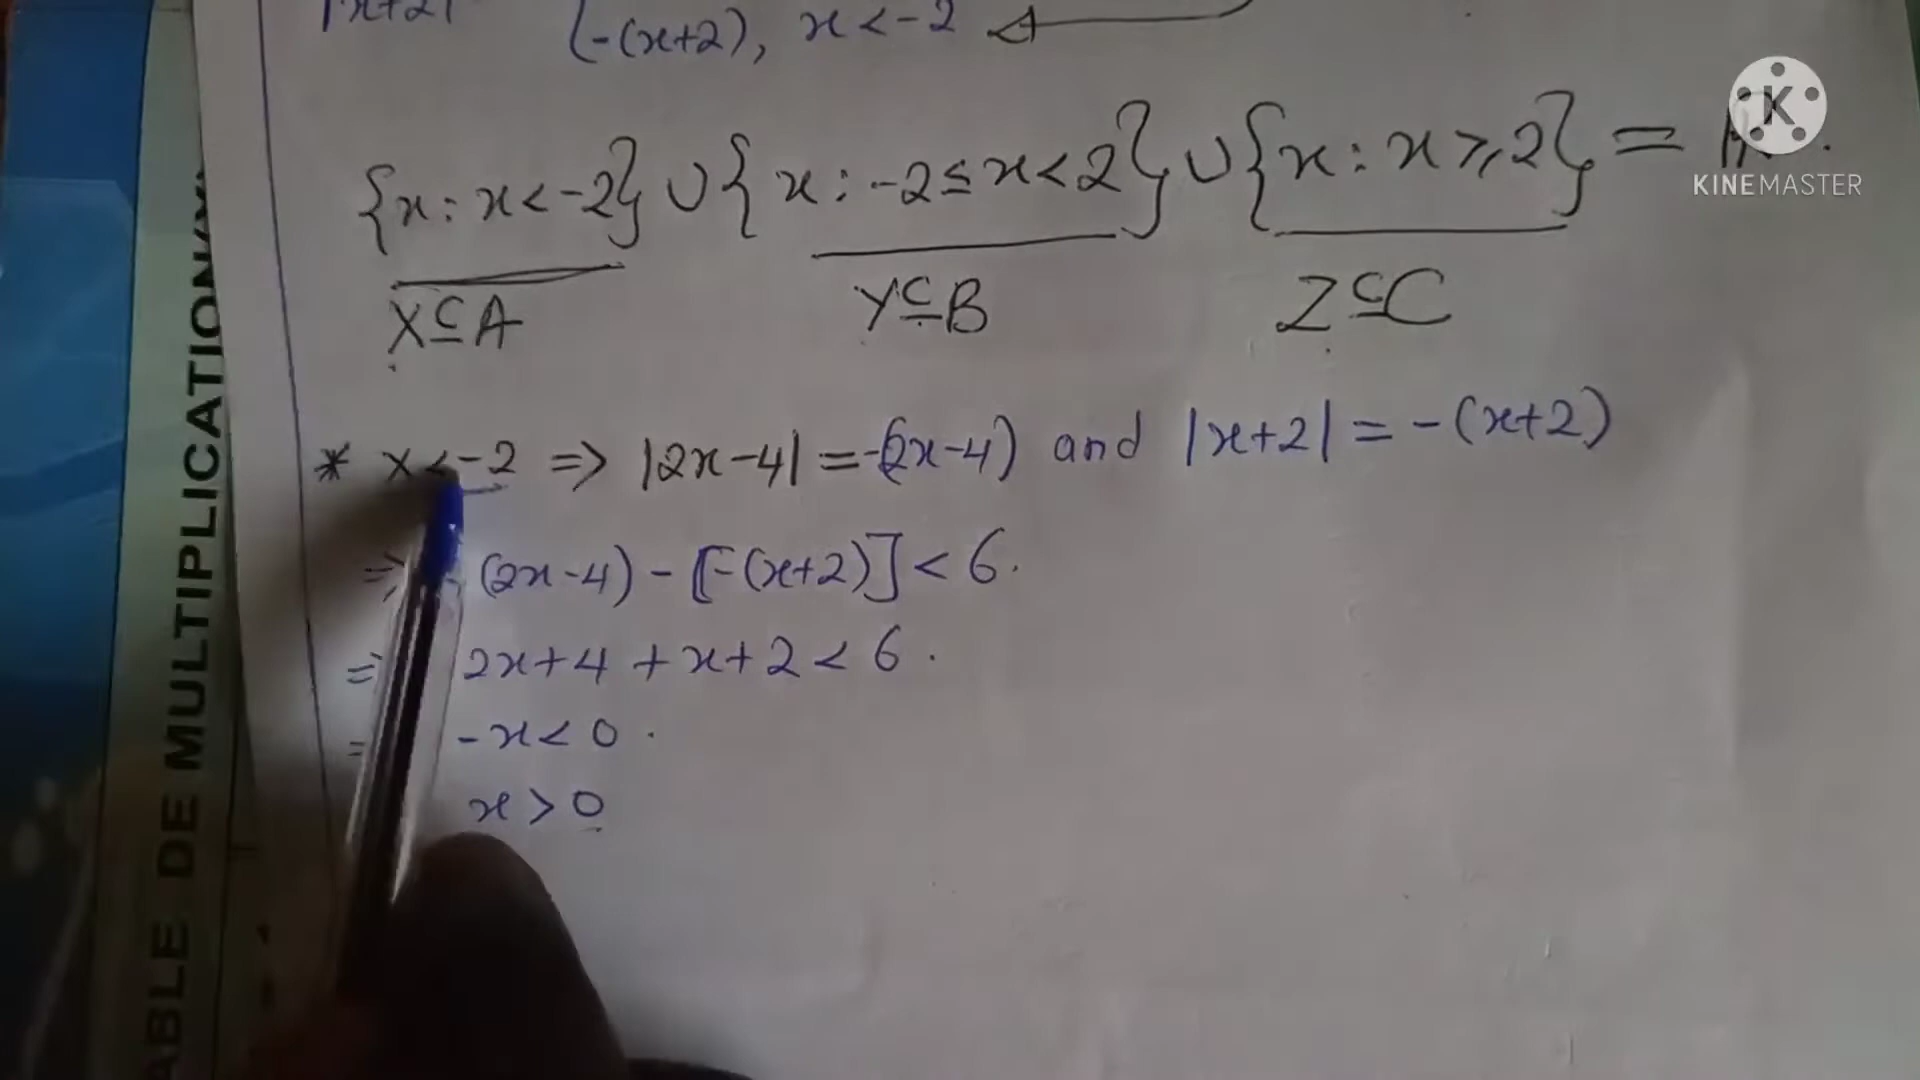 |x+2|
{-(x+2), x < -2
{x: x < -2} ∪ {x: -2 ≤ x < 2} ∪ {x: x ⩾ 2} = ℝ.
X ⊆ A Y ⊆ B Z ⊆ C
* x < -2 => |2x-4| = -(2x-4) and |x+2| = -(x+2)
=> (2x-4) - [-(x+2)] < 6.
=> 2x+4 + x+2 < 6.
= -x < 0.
x > 0
KINEMASTER
TABLE DE MULTIPLICATION(X)